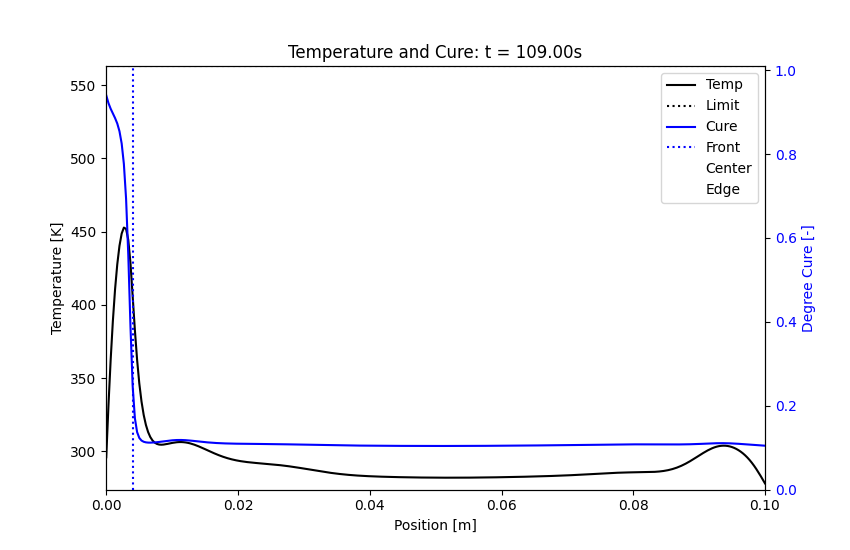 Temperature and Cure: t = 109.00s
Temperature [K]
550
500
450
400
350
300
Temp
Limit
Cure
Front
Center
Edge
1.0
0.8
0.6
0.4
0.2
0.0
Degree Cure [-]
0.00
0.02
0.04
0.06
0.08
0.10
Position [m]